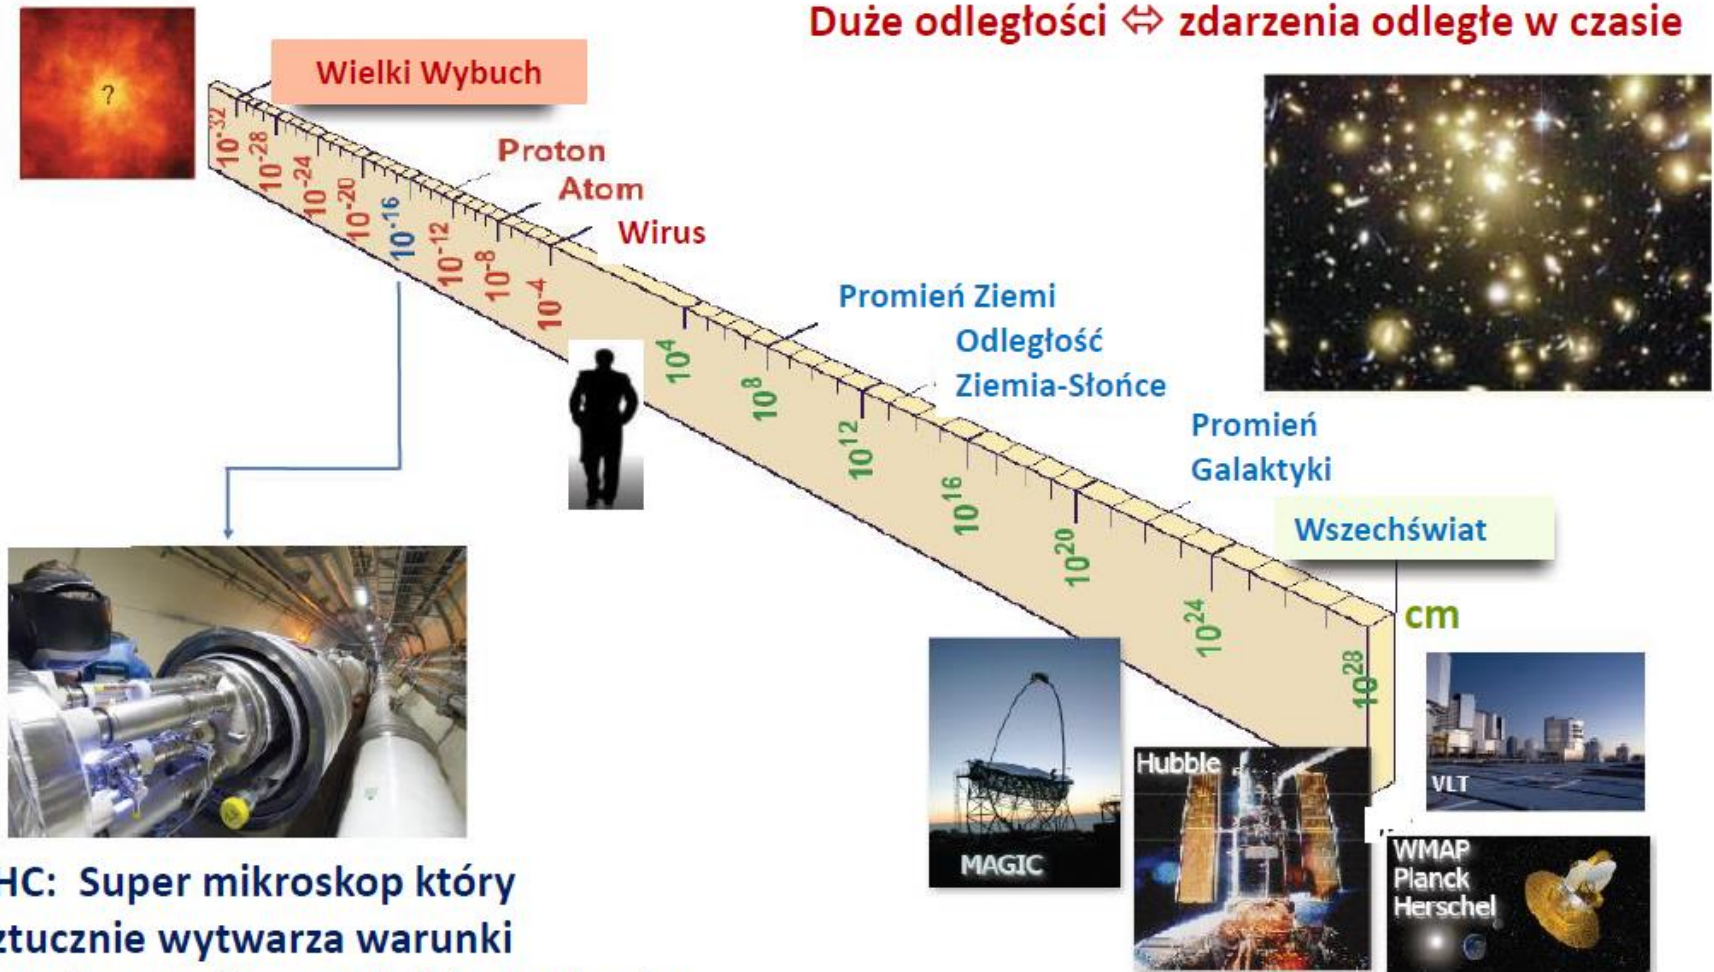 Duże odległości ⇔ zdarzenia odległe w czasie
?
Wielki Wybuch
Proton
Atom
Wirus
10-32
10-28
10-24
10-20
10-16
10-12
10-8
10-4
Promień Ziemi
Odległość
Ziemia-Słońce
Promień
Galaktyki
Wszechświat
104
108
1012
1016
1020
1024
1028
cm
MAGIC
Hubble
VLT
WMAP
Planck
Herschel
HC: Super mikroskop który
ztucznie wytwarza warunki